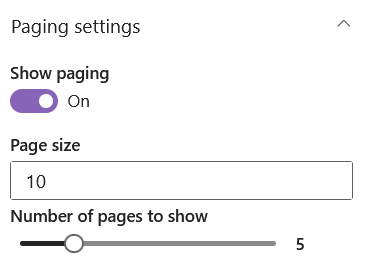 Paging settings
Show paging
On
Page size
10
Number of pages to show
5